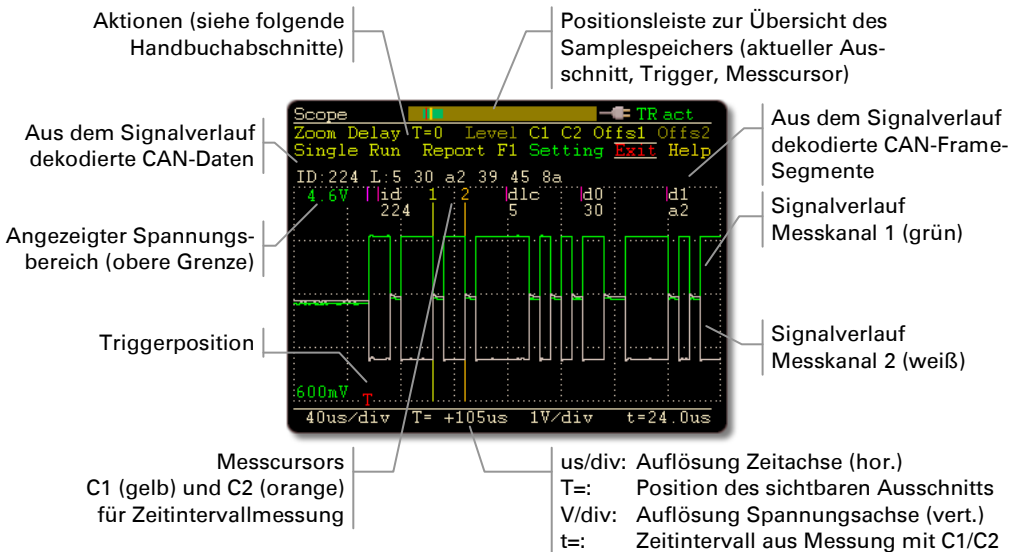 Aktionen (siehe folgende
Handbuchabschnitte)
Positionsleiste zur Übersicht des
Samplespeichers (aktueller Aus-
schnitt, Trigger, Messcursor)
Aus dem Signalverlauf
dekodierte CAN-Daten
Angezeigter Spannungs-
bereich (obere Grenze)
Triggerposition
Scope TR act
Zoom Delay T=0 Level C1 C2 Offs1 Offs2
Single Run Report F1 Setting Exit Help
ID:224 L:5 30 a2 39 45 8a
4.6V id 1 2 dlc d0 d1
224 5 30 a2
600mV
T
40us/div T= +105us 1V/div t=24.0us
Aus dem Signalverlauf
dekodierte CAN-Frame-
Segmente
Signalverlauf
Messkanal 1 (grün)
Signalverlauf
Messkanal 2 (weiß)
Messcursors
C1 (gelb) und C2 (orange)
für Zeitintervallmessung
us/div: Auflösung Zeitachse (hor.)
T=: Position des sichtbaren Ausschnitts
V/div: Auflösung Spannungsachse (vert.)
t=: Zeitintervall aus Messung mit C1/C2